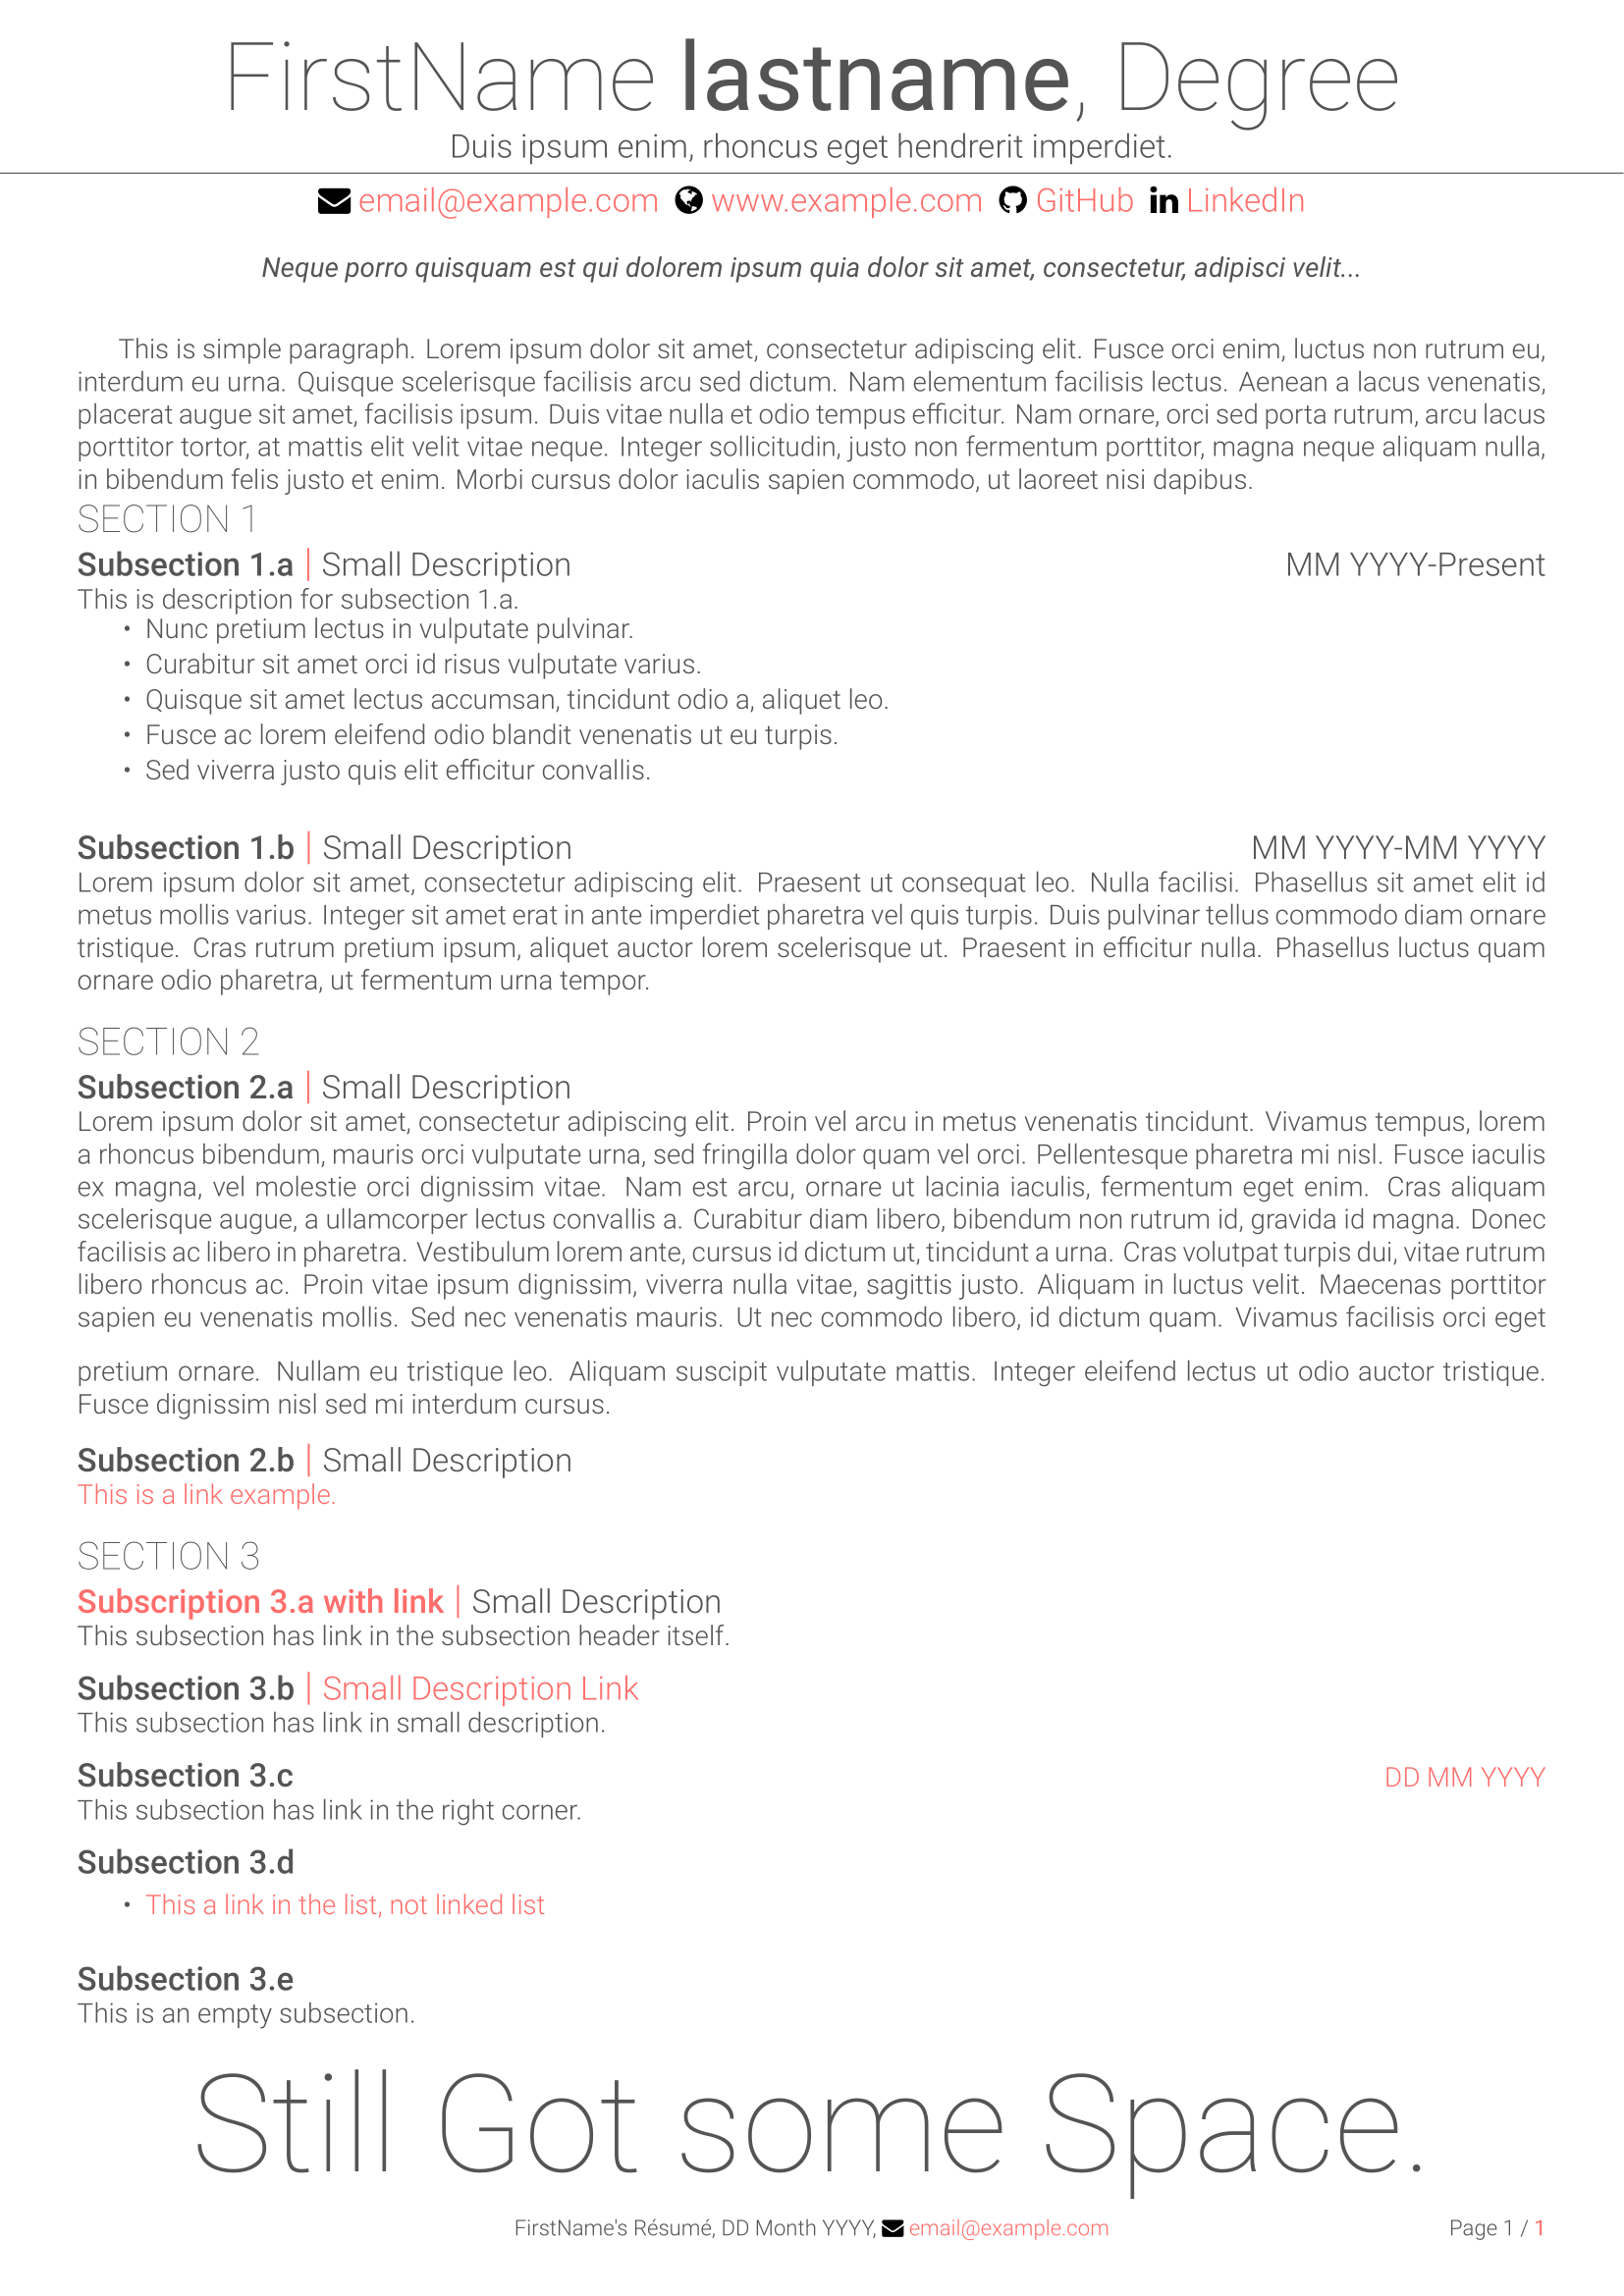 FirstName lastname, Degree
Duis ipsum enim, rhoncus eget hendrerit imperdiet.
email@example.com www.example.com GitHub LinkedIn
Neque porro quisquam est qui dolorem ipsum quia dolor sit amet, consectetur, adipisci velit...
This is simple paragraph. Lorem ipsum dolor sit amet, consectetur adipiscing elit. Fusce orci enim, luctus non rutrum eu,
interdum eu urna. Quisque scelerisque facilisis arcu sed dictum. Nam elementum facilisis lectus. Aenean a lacus venenatis,
placerat augue sit amet, facilisis ipsum. Duis vitae nulla et odio tempus efficitur. Nam ornare, orci sed porta rutrum, arcu lacus
porttitor tortor, at mattis elit velit vitae neque. Integer sollicitudin, justo non fermentum porttitor, magna neque aliquam nulla,
in bibendum felis justo et enim. Morbi cursus dolor iaculis sapien commodo, ut laoreet nisi dapibus.
SECTION 1
Subsection 1.a | Small Description MM YYYY-Present
This is description for subsection 1.a.
• Nunc pretium lectus in vulputate pulvinar.
• Curabitur sit amet orci id risus vulputate varius.
• Quisque sit amet lectus accumsan, tincidunt odio a, aliquet leo.
• Fusce ac lorem eleifend odio blandit venenatis ut eu turpis.
• Sed viverra justo quis elit efficitur convallis.
Subsection 1.b | Small Description MM YYYY-MM YYYY
Lorem ipsum dolor sit amet, consectetur adipiscing elit. Praesent ut consequat leo. Nulla facilisi. Phasellus sit amet elit id
metus mollis varius. Integer sit amet erat in ante imperdiet pharetra vel quis turpis. Duis pulvinar tellus commodo diam ornare
tristique. Cras rutrum pretium ipsum, aliquet auctor lorem scelerisque ut. Praesent in efficitur nulla. Phasellus luctus quam
ornare odio pharetra, ut fermentum urna tempor.
SECTION 2
Subsection 2.a | Small Description
Lorem ipsum dolor sit amet, consectetur adipiscing elit. Proin vel arcu in metus venenatis tincidunt. Vivamus tempus, lorem
a rhoncus bibendum, mauris orci vulputate urna, sed fringilla dolor quam vel orci. Pellentesque pharetra mi nisl. Fusce iaculis
ex magna, vel molestie orci dignissim vitae. Nam est arcu, ornare ut lacinia iaculis, fermentum eget enim. Cras aliquam
scelerisque augue, a ullamcorper lectus convallis a. Curabitur diam libero, bibendum non rutrum id, gravida id magna. Donec
facilisis ac libero in pharetra. Vestibulum lorem ante, cursus id dictum ut, tincidunt a urna. Cras volutpat turpis dui, vitae rutrum
libero rhoncus ac. Proin vitae ipsum dignissim, viverra nulla vitae, sagittis justo. Aliquam in luctus velit. Maecenas porttitor
sapien eu venenatis mollis. Sed nec venenatis mauris. Ut nec commodo libero, id dictum quam. Vivamus facilisis orci eget
pretium ornare. Nullam eu tristique leo. Aliquam suscipit vulputate mattis. Integer eleifend lectus ut odio auctor tristique.
Fusce dignissim nisl sed mi interdum cursus.
Subsection 2.b | Small Description
This is a link example.
SECTION 3
Subscription 3.a with link | Small Description
This subsection has link in the subsection header itself.
Subsection 3.b | Small Description Link
This subsection has link in small description.
Subsection 3.c DD MM YYYY
This subsection has link in the right corner.
Subsection 3.d
• This a link in the list, not linked list
Subsection 3.e
This is an empty subsection.
Still Got some Space.
FirstName's Résumé, DD Month YYYY, email@example.com Page 1 / 1